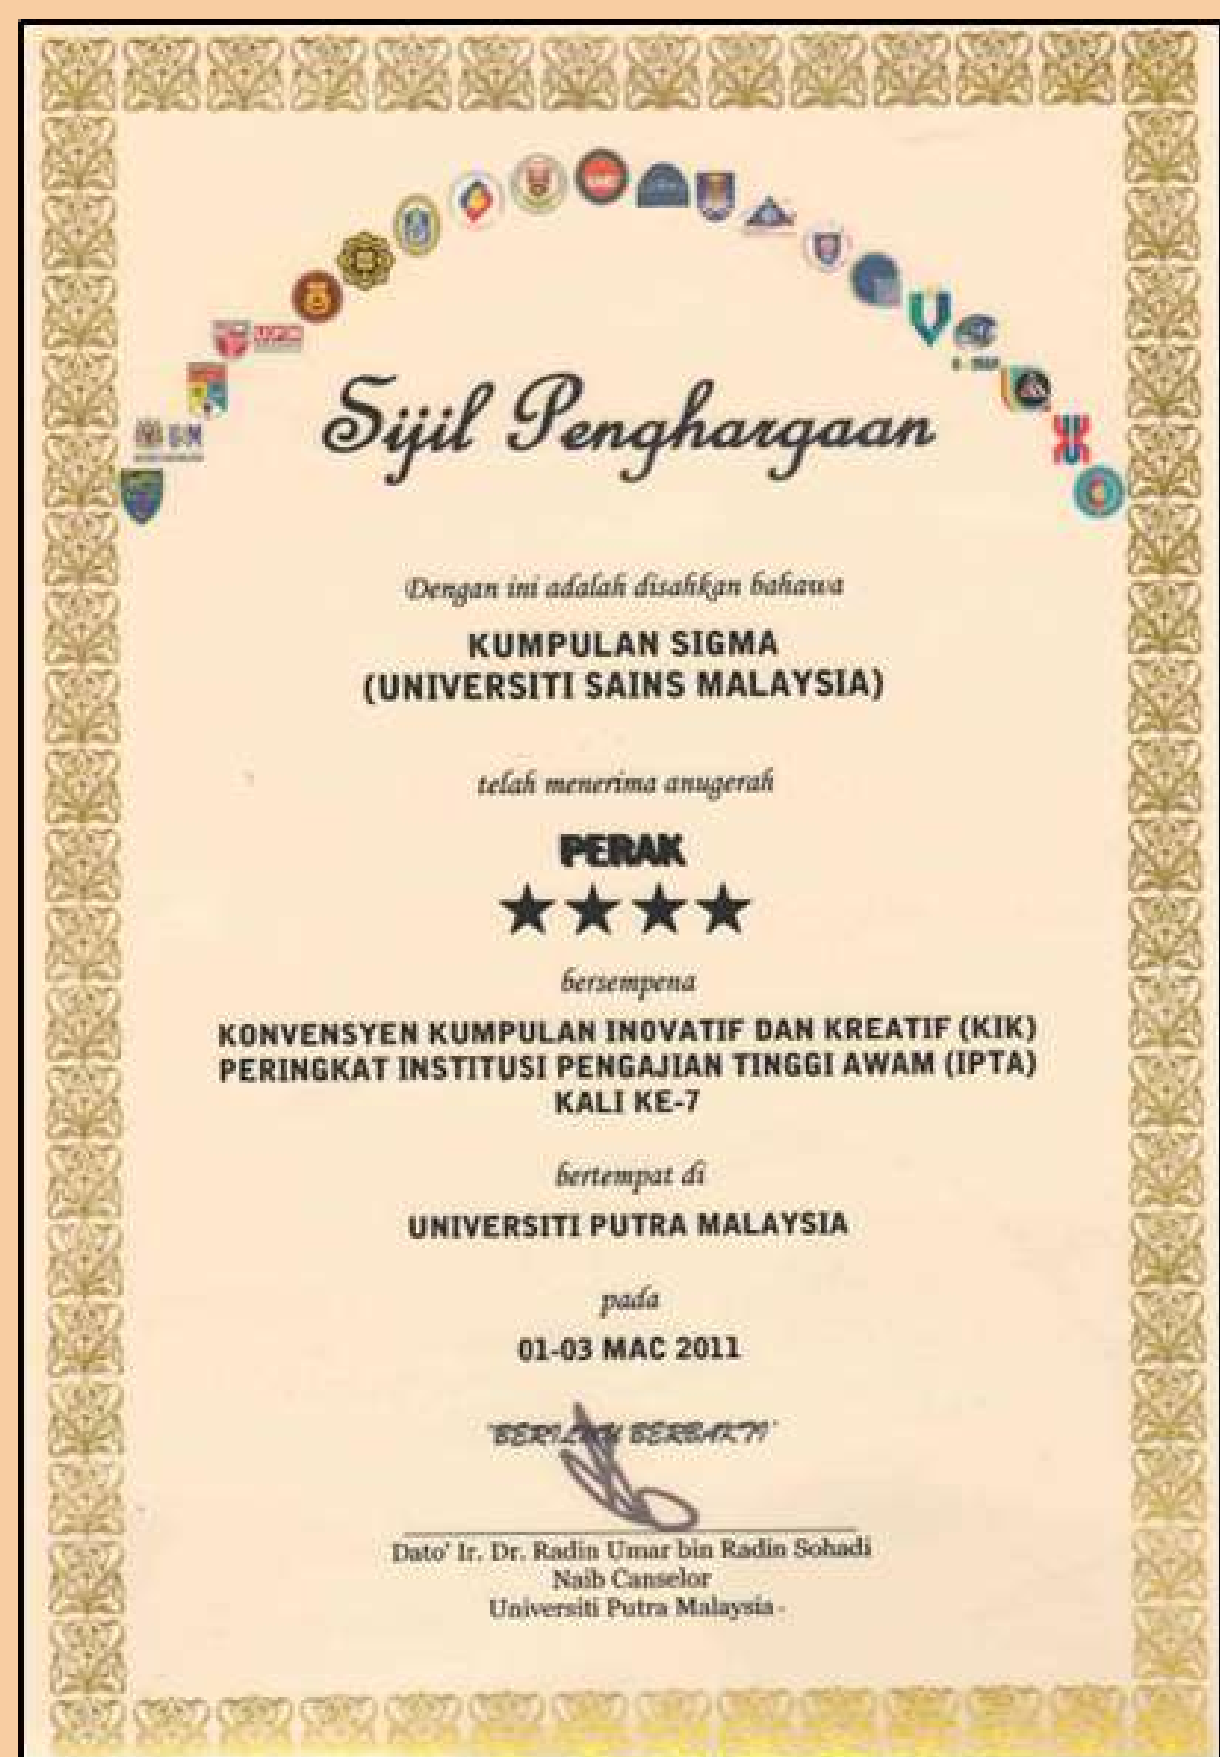 Sijil Penghargaan
Dengan ini adalah disahkan bahawa
KUMPULAN SIGMA
(UNIVERSITI SAINS MALAYSIA)
telah menerima anugerah
PERAK
bersempena
KONVENSYEN KUMPULAN INOVATIF DAN KREATIF (KIK)
PERINGKAT INSTITUSI PENGAJIAN TINGGI AWAM (IPTA)
KALI KE-7
bertempat di
UNIVERSITI PUTRA MALAYSIA
pada
01-03 MAC 2011
BERBAKTI
Dato' Ir. Dr. Radin Umar bin Radin Sohadi
Naib Canselor
Universiti Putra Malaysia